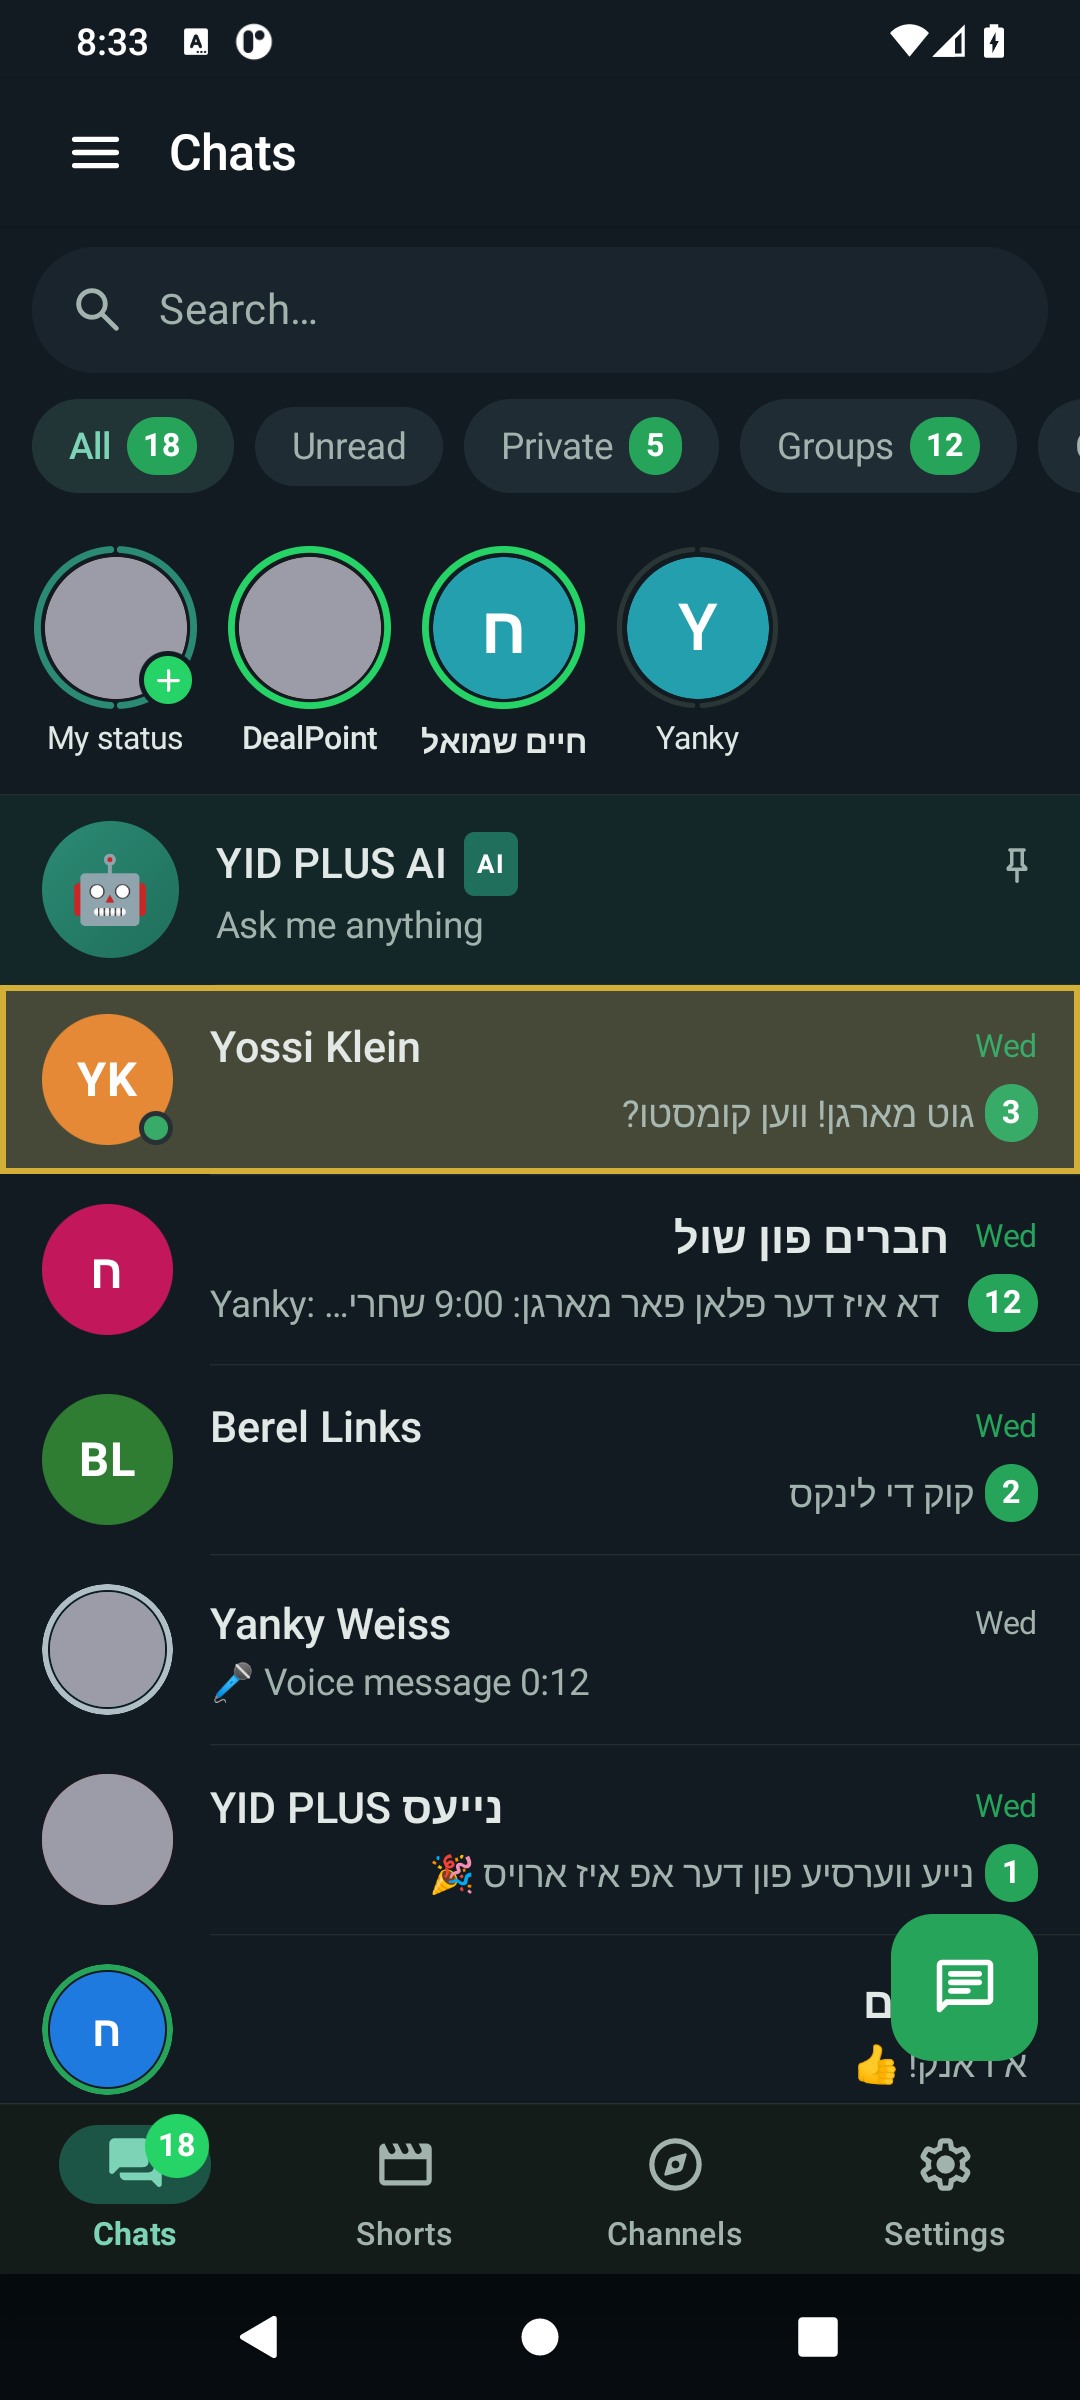 8:33
Chats
Search...
All 18 Unread Private 5 Groups 12
My status DealPoint חיים שמואל Yanky
YID PLUS AI AI
Ask me anything
Yossi Klein Wed
גוט מארגן! ווען קומסטו? 3
חברים פון שול Wed
Yanky: דא איז דער פלאן פאר מארגן: 9:00 שחרי... 12
Berel Links Wed
קוק די לינקס 2
Yanky Weiss Wed
🎤 Voice message 0:12
YID PLUS נייעס Wed
נייע ווערסיע פון דער אפ איז ארויס 🎉 1
18
Chats Shorts Channels Settings
YK
ח
BL
ח
ח
Y